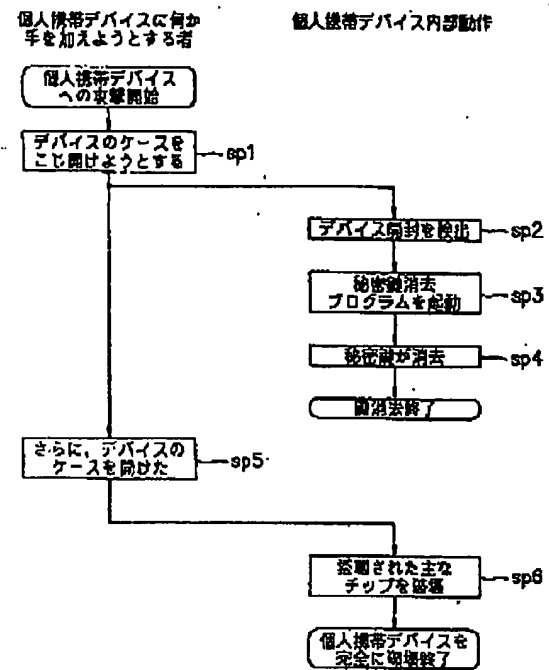 個人携帯デバイスに何か
手を加えようとする者
個人携帯デバイス内部動作
個人携帯デバイス
への攻撃開始
デバイスのケースを
こじ開けようとする
sp1
デバイス開封を検出
sp2
秘密鍵消去
プログラムを起動
sp3
秘密鍵が消去
sp4
鍵消去終了
さらに、デバイスの
ケースを開けた
sp5
搭載された主な
チップを破壊
sp6
個人携帯デバイスを
完全に破壊終了